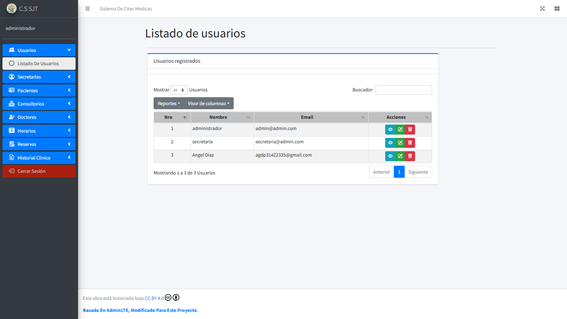 C.S SJT
Sistema De Citas Medicas
administrador
Usuarios
Listado De Usuarios
Secretarias
Pacientes
Consultorios
Doctores
Horarios
Reservas
Historial Clínico
Cerrar Sesión
Listado de usuarios
Usuarios registrados
Mostrar 10 Usuarios
Buscador:
Reportes Visor de columnas
Nro Nombre Email Acciones
1 administrador admin@admin.com
2 secretaria secretaria@admin.com
3 Angel Diaz agdp31422335@gmail.com
Mostrando 1 a 3 de 3 Usuarios
Anterior 1 Siguiente
Esta obra está licenciada bajo CC BY 4
Basada En AdminLTE, Modificado Para Este Proyecto.